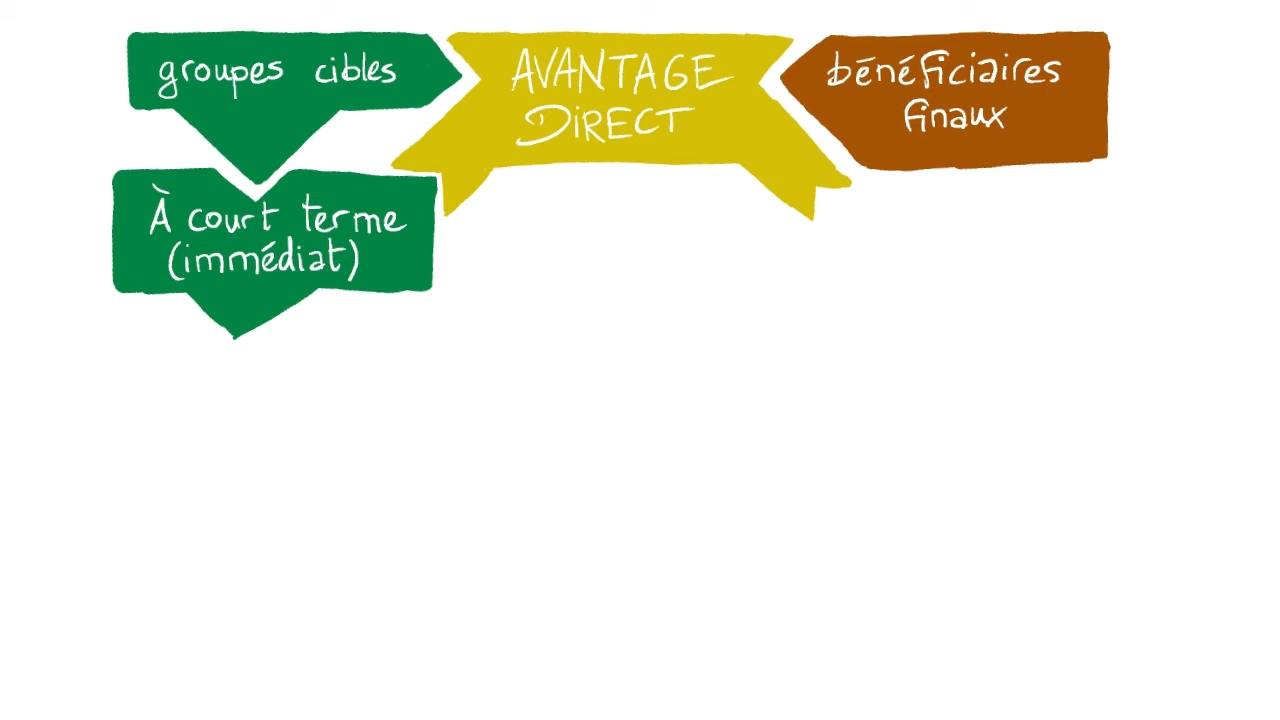 groupes cibles
AVANTAGE
DIRECT
bénéficiaires
finaux
À court terme
(immédiat)